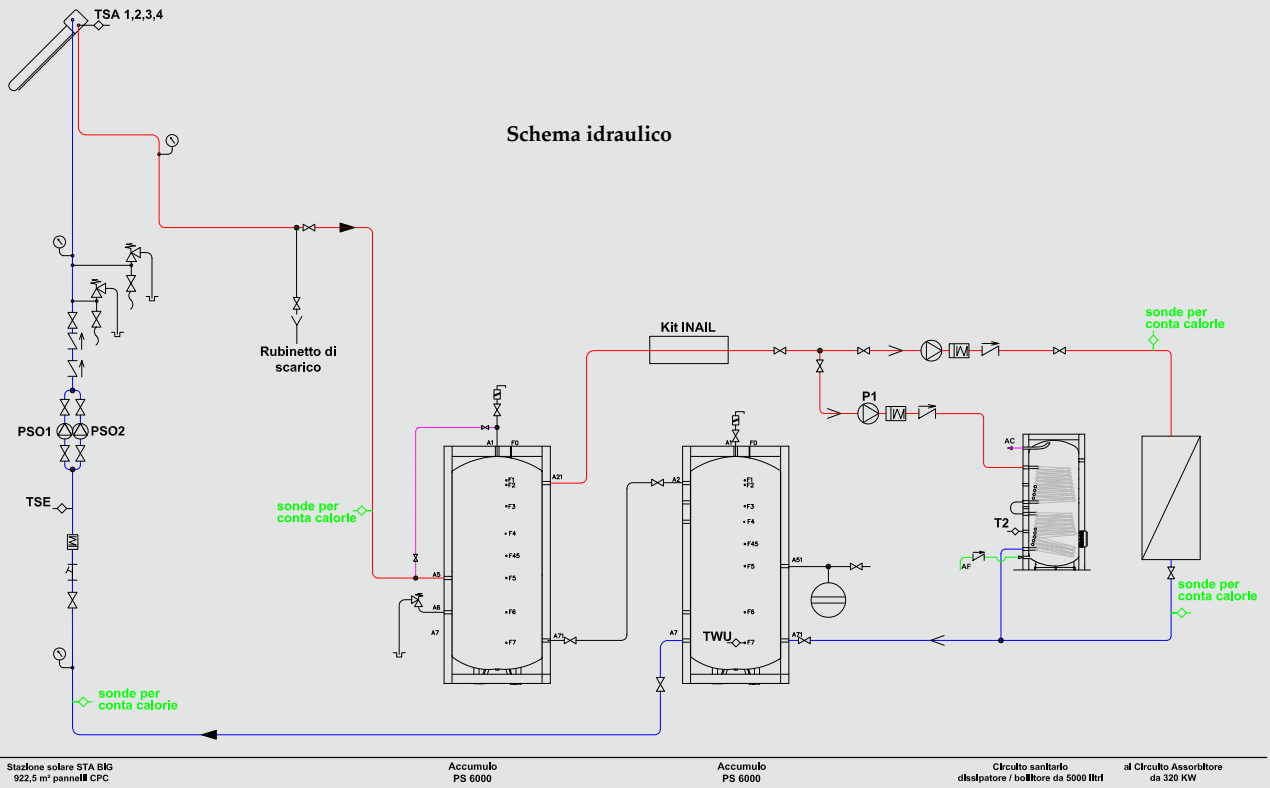 TSA 1,2,3,4
Schema idraulico
Rubinetto di
scarico
Kit INAIL
sonde per
conta calorie
P1
PSO1
PSO2
TSE
sonde per
conta calorie
A1
F0
A21
F1
F2
F3
F4
F45
F5
F6
F7
A5
A6
A7
A71
A1
F0
A2
F1
F2
F3
F4
F45
F5
F6
F7
A51
A7
TWU
A71
AC
T2
AF
sonde per
conta calorie
sonde per
conta calorie
Stazione solare STA BIG
922,5 m² pannelli CPC
Accumulo
PS 6000
Accumulo
PS 6000
Circuito sanitario
dissipatore / bollitore da 5000 litri
al Circuito Assorbitore
da 320 KW